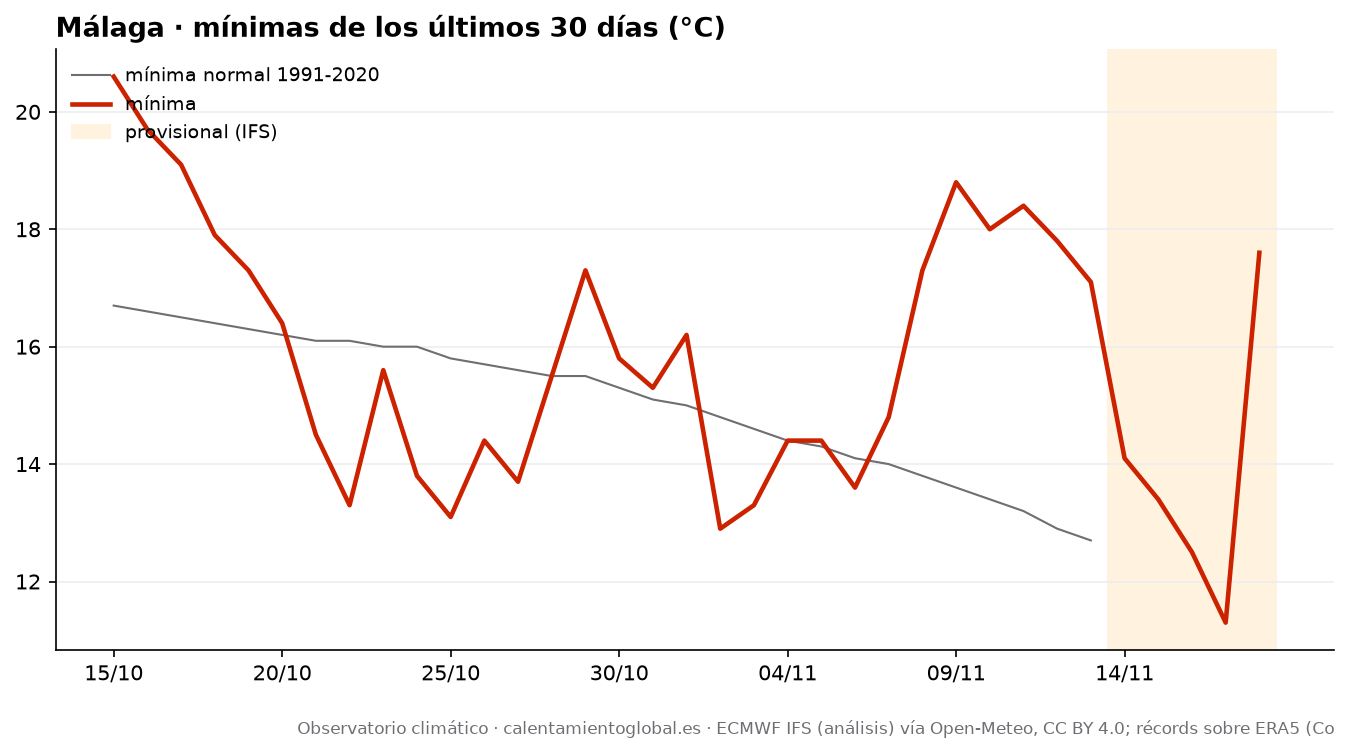 Málaga · mínimas de los últimos 30 días (°C)
mínima normal 1991-2020
mínima
provisional (IFS)
20
18
16
14
12
15/10
20/10
25/10
30/10
04/11
09/11
14/11
Observatorio climático · calentamientoglobal.es · ECMWF IFS (análisis) vía Open-Meteo, CC BY 4.0; récords sobre ERA5 (Co